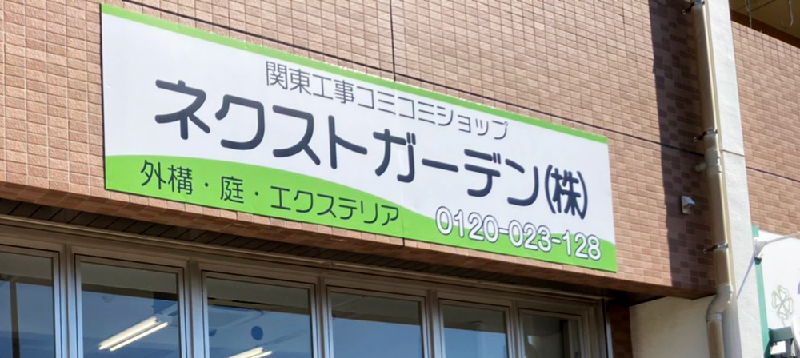 関東工事コミコミショップ
ネクストガーデン(株)
外構・庭・エクステリア
0120-023-128